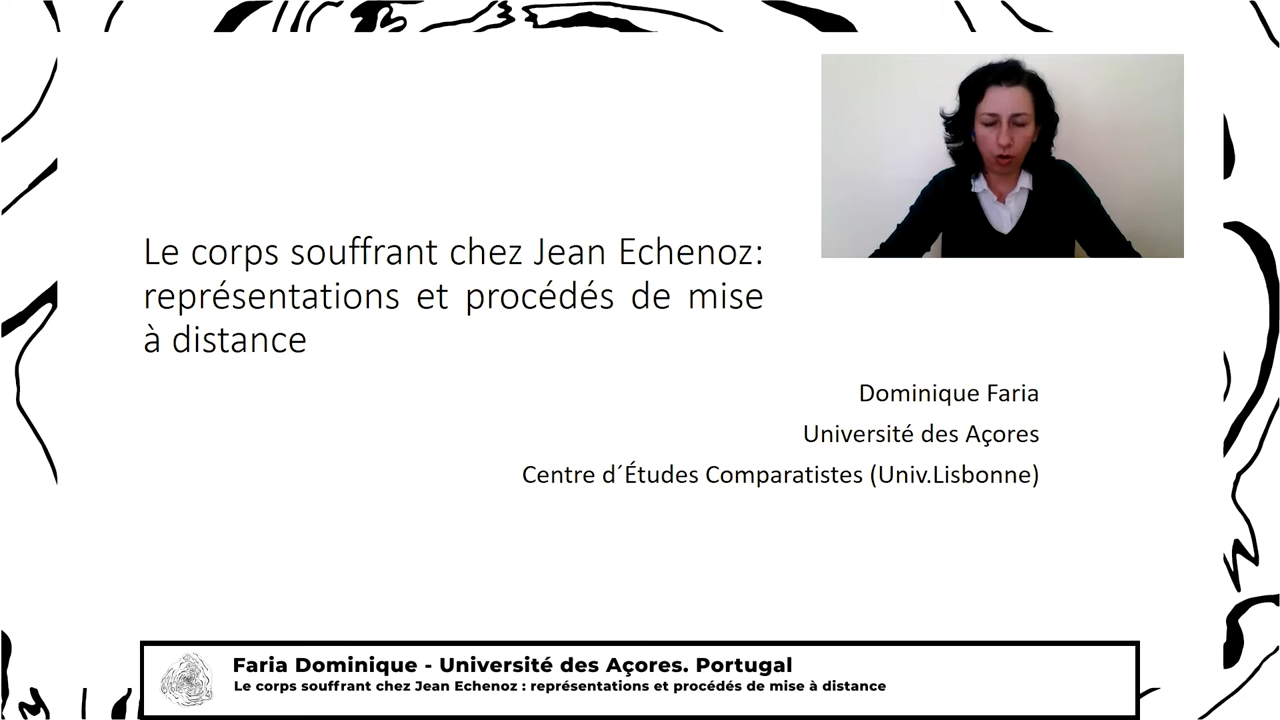 Le corps souffrant chez Jean Echenoz:
représentations et procédés de mise
à distance
Dominique Faria
Université des Açores
Centre d´Études Comparatistes (Univ.Lisbonne)
Faria Dominique - Université des Açores. Portugal
Le corps souffrant chez Jean Echenoz : représentations et procédés de mise à distance